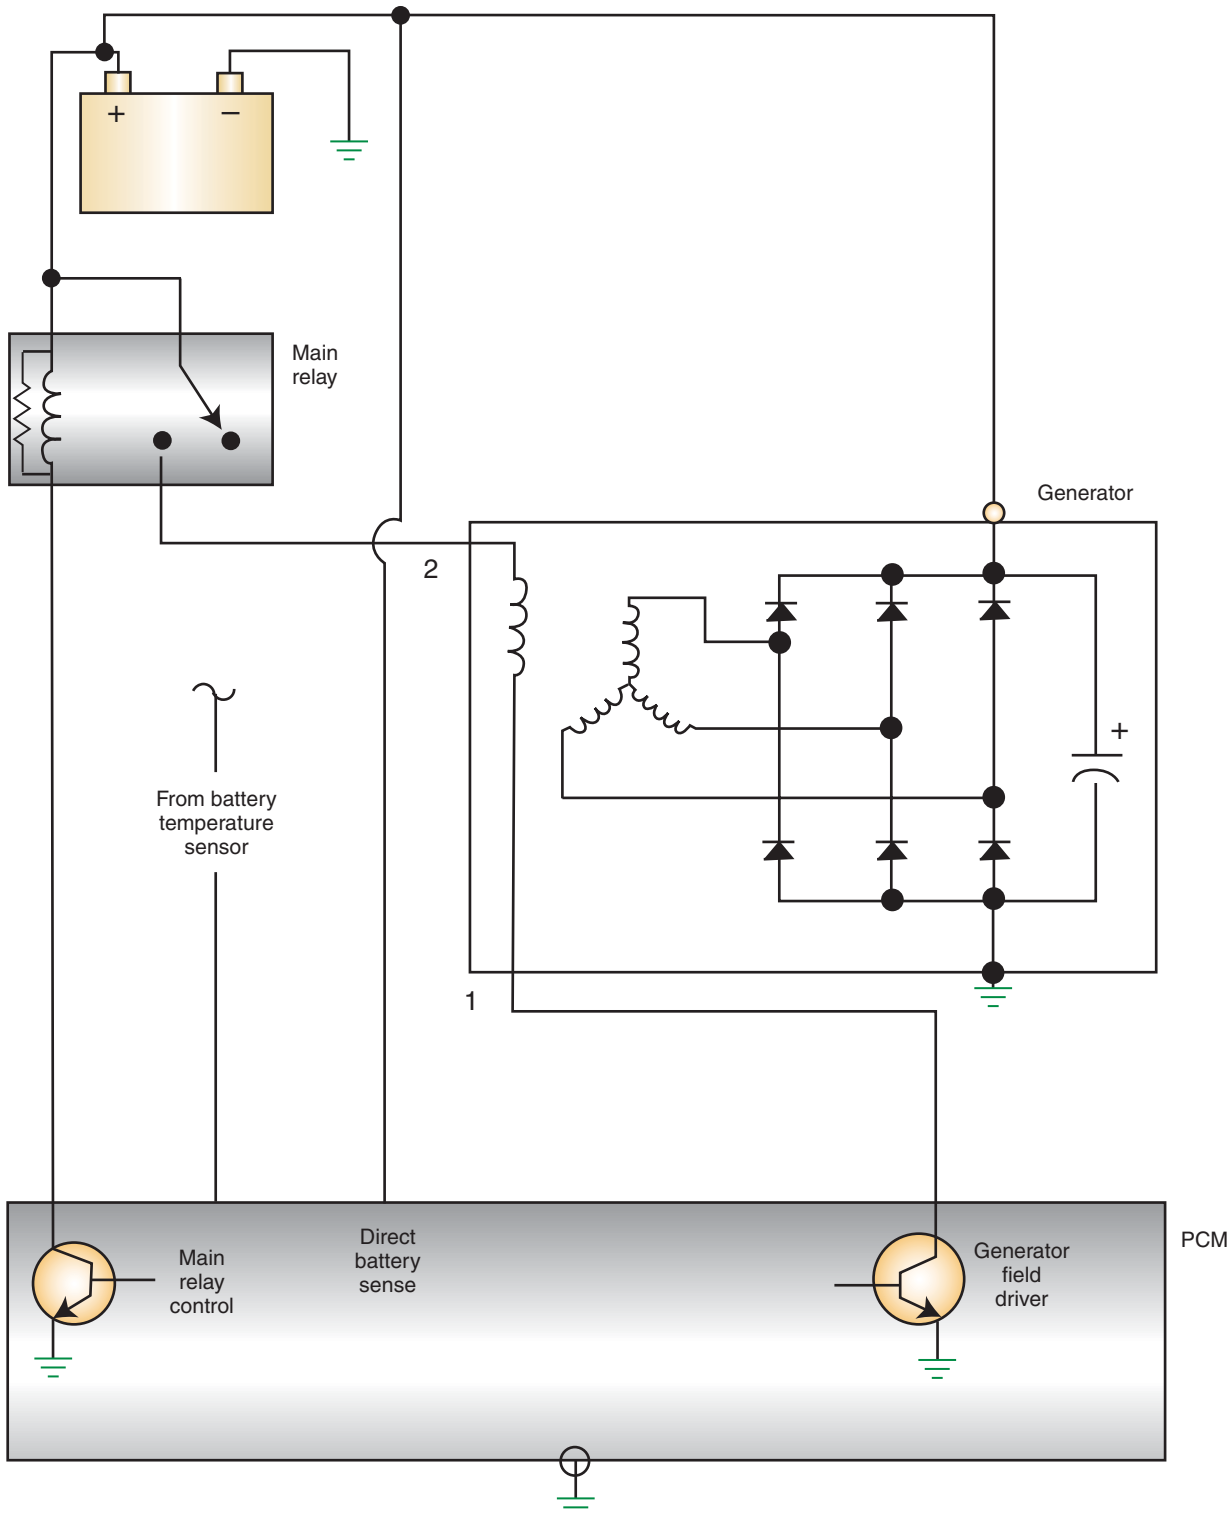 +
−
Main
relay
Generator
2
+
From battery
temperature
sensor
1
Direct
battery
sense
Main
relay
control
Generator
field
driver
PCM